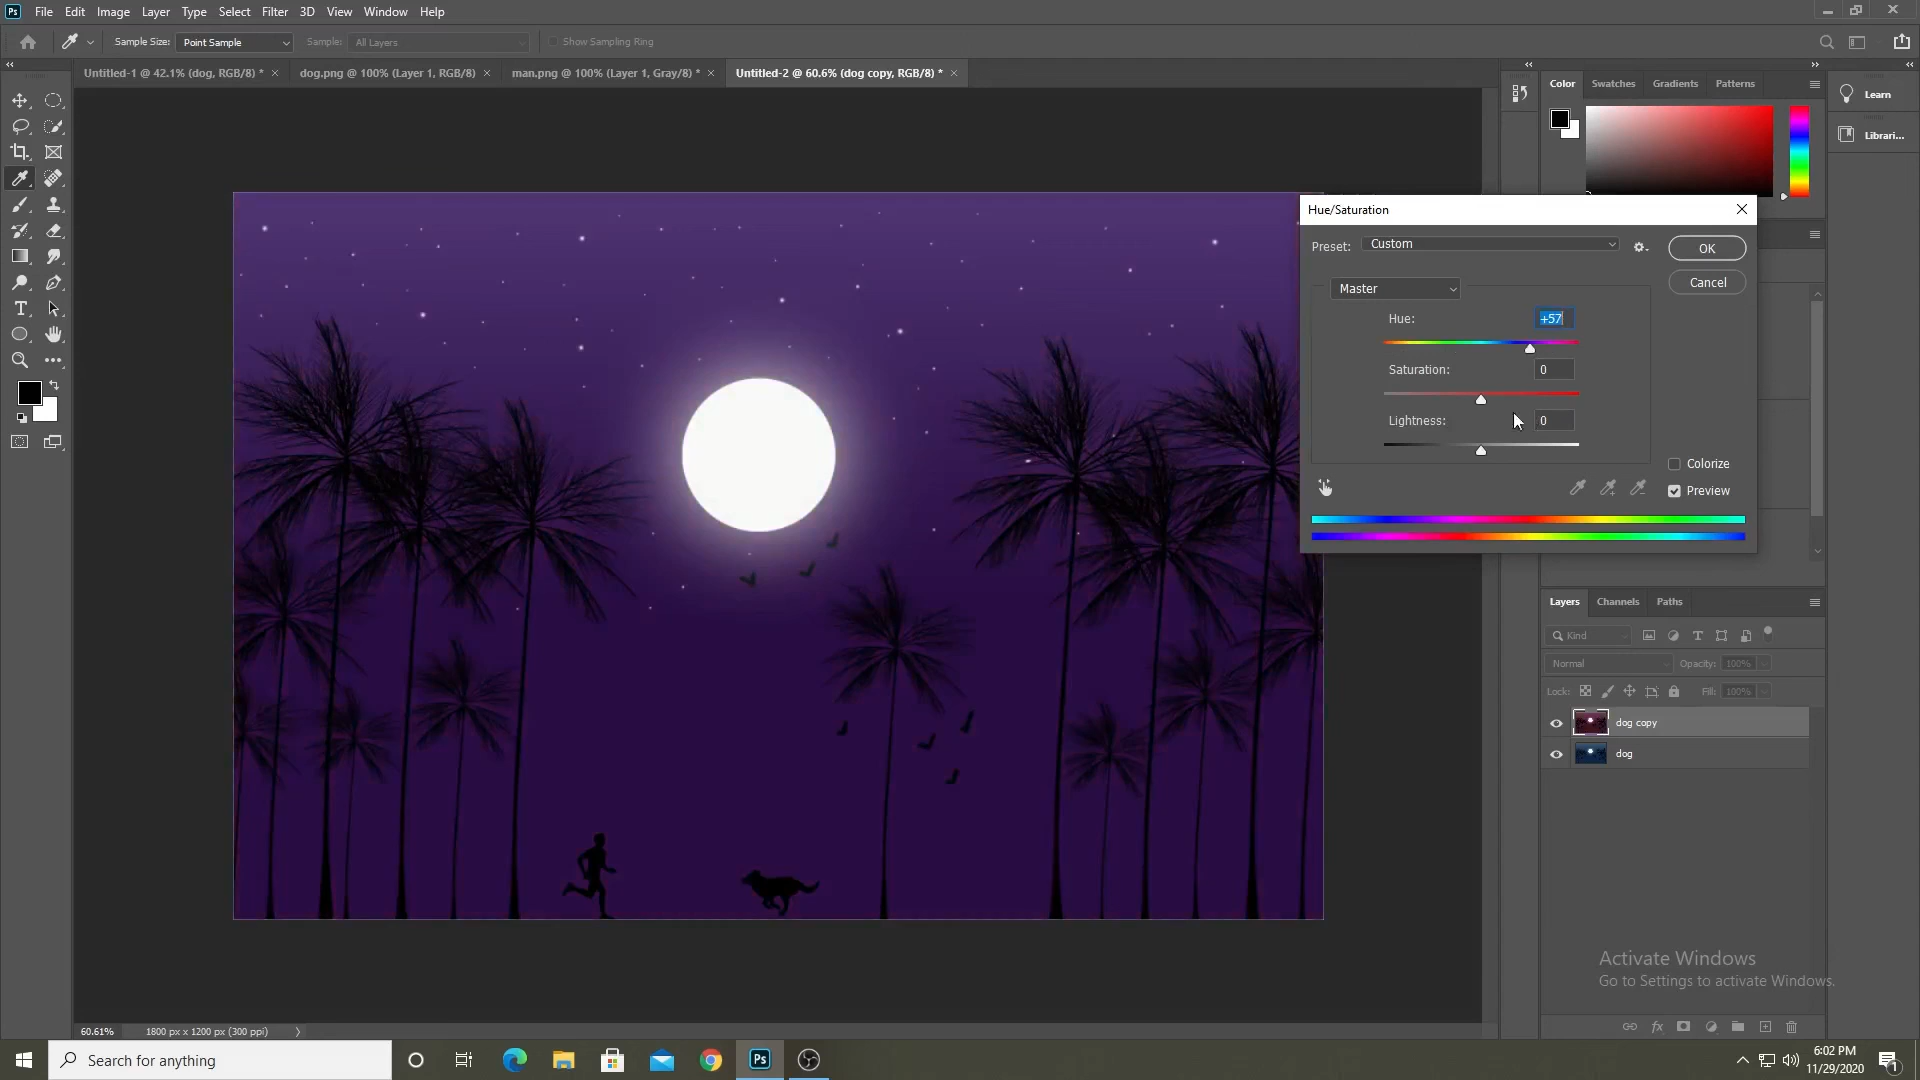 Ps File Edit Image Layer Type Select Filter 3D View Window Help
Sample Size: Point Sample Sample: All Layers Show Sampling Ring
Untitled-1 @ 42.1% (dog, RGB/8) * × dog.png @ 100% (Layer 1, RGB/8) × man.png @ 100% (Layer 1, Gray/8) * × Untitled-2 @ 60.6% (dog copy, RGB/8) * ×
Color Swatches Gradients Patterns
Learn
Librari...
Hue/Saturation
Preset: Custom
OK
Master
Cancel
Hue: +57
Saturation: 0
Lightness: 0
Colorize
Preview
Layers Channels Paths
Kind
Normal Opacity: 100%
Lock: Fill: 100%
dog copy
dog
Activate Windows
Go to Settings to activate Windows.
60.61% 1800 px x 1200 px (300 ppi)
Search for anything
Ps
6:02 PM
11/29/2020
1